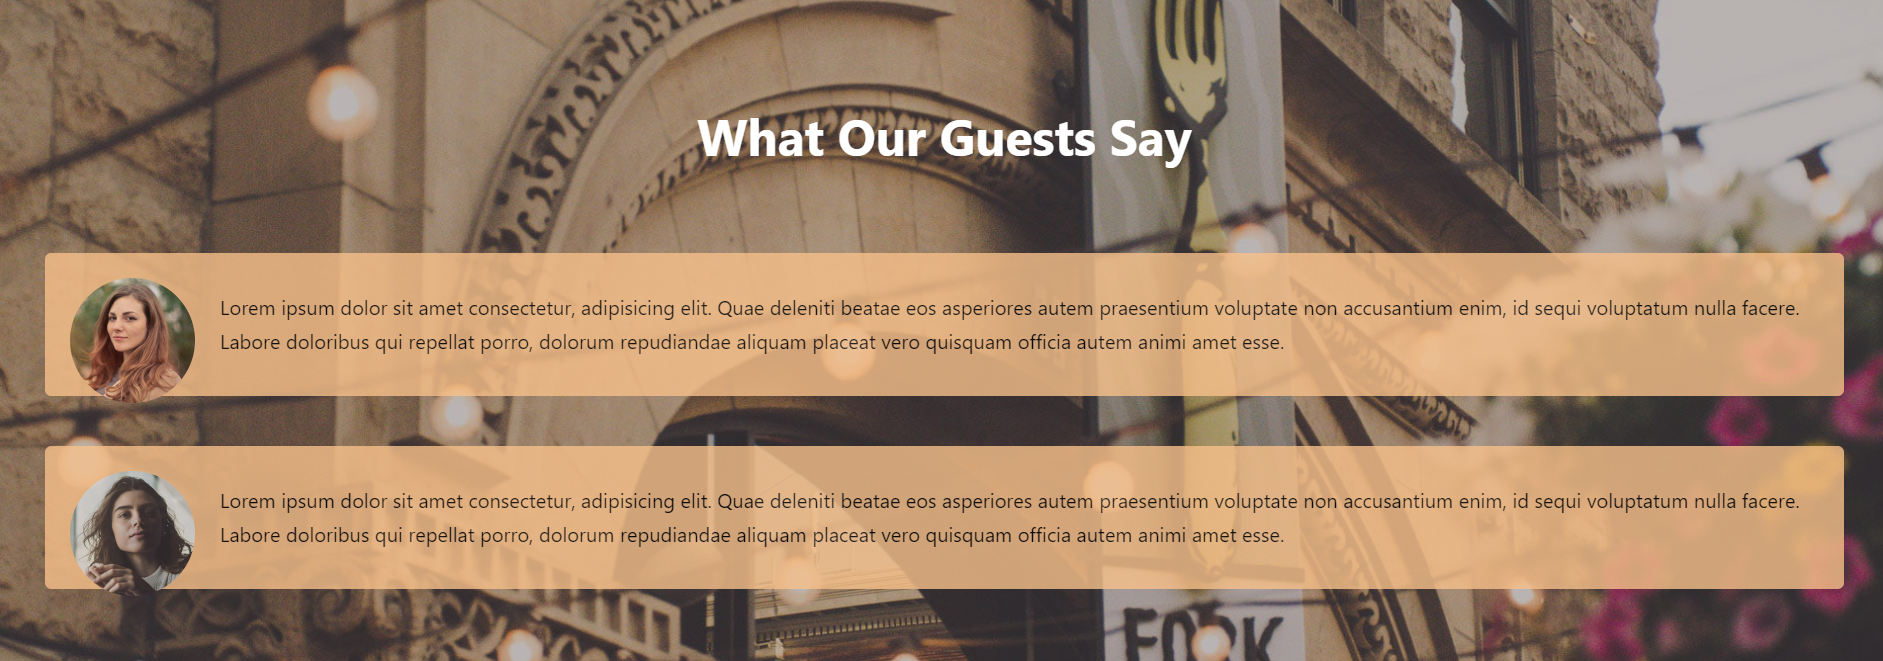 What Our Guests Say
Lorem ipsum dolor sit amet consectetur, adipisicing elit. Quae deleniti beatae eos asperiores autem praesentium voluptate non accusantium enim, id sequi voluptatum nulla facere.
Labore doloribus qui repellat porro, dolorum repudiandae aliquam placeat vero quisquam officia autem animi amet esse.
Lorem ipsum dolor sit amet consectetur, adipisicing elit. Quae deleniti beatae eos asperiores autem praesentium voluptate non accusantium enim, id sequi voluptatum nulla facere.
Labore doloribus qui repellat porro, dolorum repudiandae aliquam placeat vero quisquam officia autem animi amet esse.
FORK